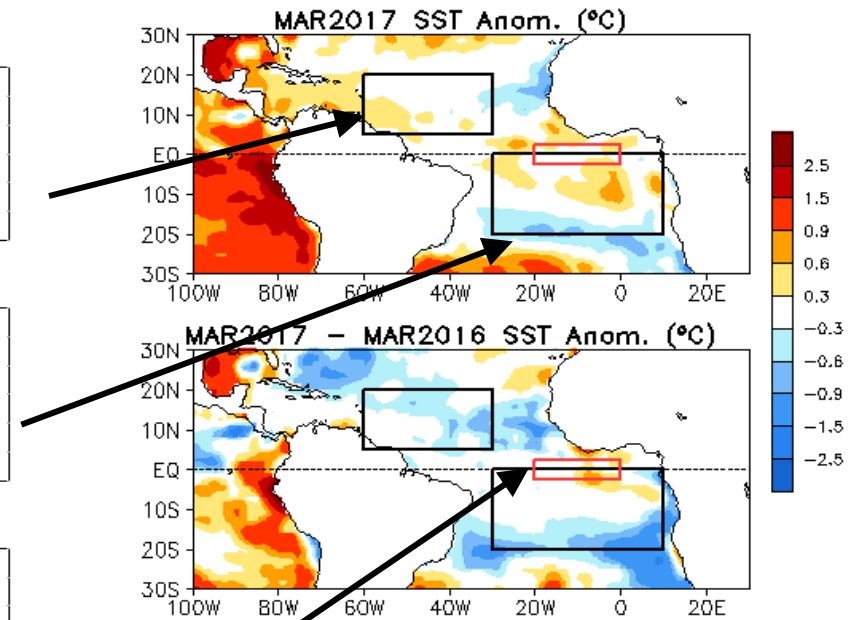 MAR2017 SST Anom. (ºC)
30N
20N
10N
EQ
10S
20S
30S
100W 80W 60W 40W 20W 0 20E
2.5
1.5
0.9
0.6
0.3
-0.3
-0.6
-0.9
-1.5
-2.5
MAR2017 - MAR2016 SST Anom. (ºC)
30N
20N
10N
EQ
10S
20S
30S
100W 80W 60W 40W 20W 0 20E